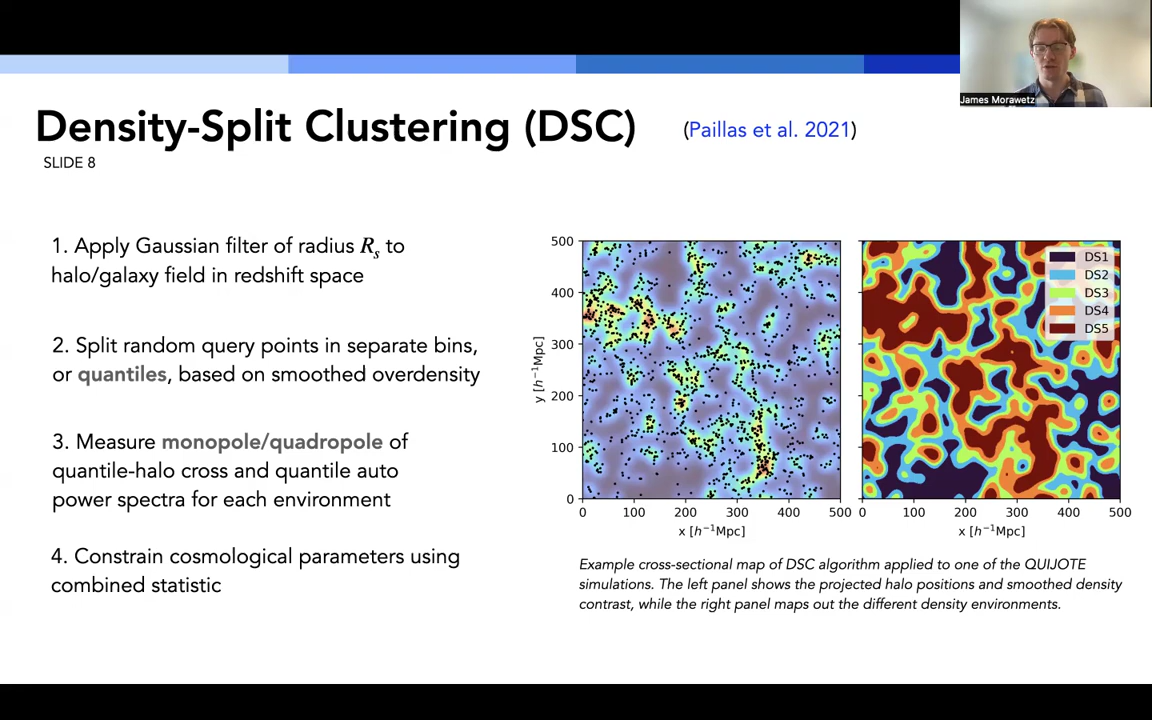 James Morawetz
Density-Split Clustering (DSC)
(Paillas et al. 2021)
SLIDE 8
1. Apply Gaussian filter of radius Rₛ to
halo/galaxy field in redshift space
2. Split random query points in separate bins,
or quantiles, based on smoothed overdensity
3. Measure monopole/quadropole of
quantile-halo cross and quantile auto
power spectra for each environment
4. Constrain cosmological parameters using
combined statistic
500
400
300
200
100
0
y [h⁻¹Mpc]
0 100 200 300 400 500
x [h⁻¹Mpc]
DS1
DS2
DS3
DS4
DS5
0 100 200 300 400 500
x [h⁻¹Mpc]
Example cross-sectional map of DSC algorithm applied to one of the QUIJOTE
simulations. The left panel shows the projected halo positions and smoothed density
contrast, while the right panel maps out the different density environments.